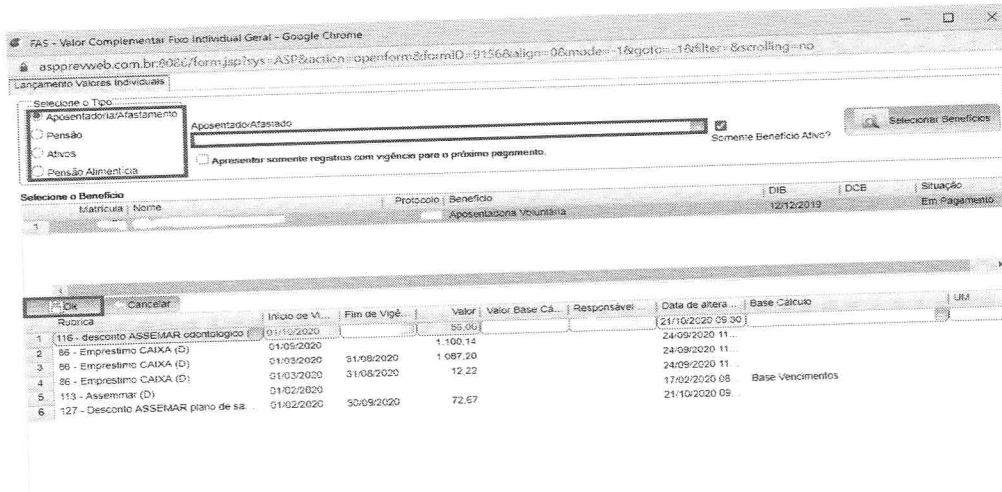 FAS - Valor Complementar Fixo Individual Geral - Google Chrome
aspprevweb.com.br:8086/form.jsp?sys=ASP&action=openform&formID=9156&align=0&mode=-1&goto=-1&filter=&scrolling=no
Lançamento Valores Individuais
Selecione o Tipo
Aposentadoria/Afastamento
Pensão
Ativos
Pensão Alimentícia
Aposentado/Afastado
Somente Benefício Ativo?
Selecionar Benefícios
Apresentar somente registros com vigência para o próximo pagamento.
Selecione o Benefício
Matrícula Nome Protocolo Benefício DIB DCB Situação
1 Aposentadoria Voluntária 12/12/2019 Em Pagamento
Ok Cancelar
Rubrica Início de Vi... Fim de Vigê... Valor Valor Base Cá... Responsável ... Data de altera... Base Cálculo UM
1 116 - desconto ASSEMAR odontologico ( 01/10/2020 21/10/2020 09:30
2 86 - Emprestimo CAIXA (D) 01/09/2020 1.100,14 24/09/2020 11...
3 86 - Emprestimo CAIXA (D) 01/03/2020 31/08/2020 1.087,20 24/09/2020 11...
4 86 - Emprestimo CAIXA (D) 01/03/2020 31/08/2020 12,22 24/09/2020 11...
5 113 - Assemmar (D) 01/02/2020 17/02/2020 08 Base Vencimentos
6 127 - Desconto ASSEMAR plano de sa... 01/02/2020 30/09/2020 72,67 21/10/2020 09...